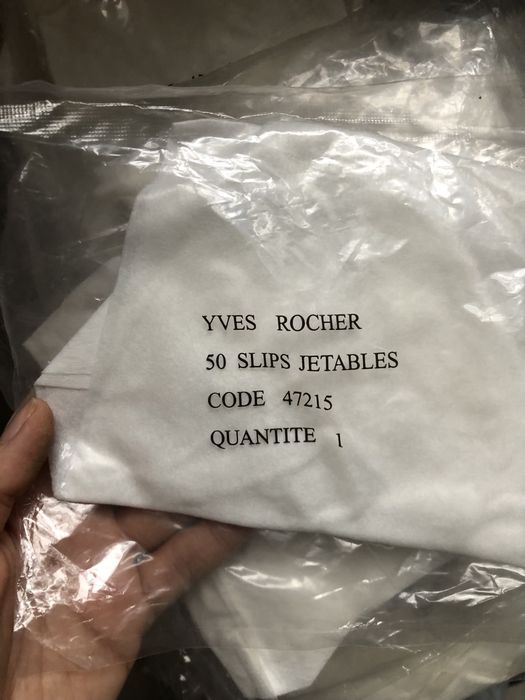 YVES ROCHER
50 SLIPS JETABLES
CODE 47215
QUANTITE 1